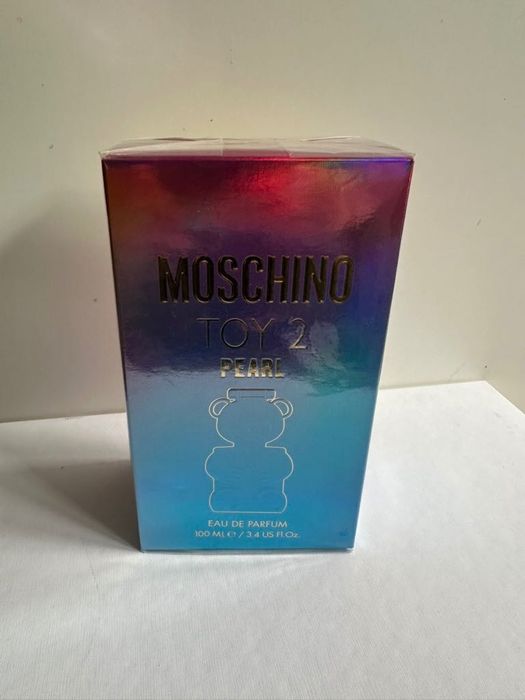 MOSCHINO
TOY 2
PEARL
EAU DE PARFUM
100 ML ℮ / 3.4 US Fl.Oz.